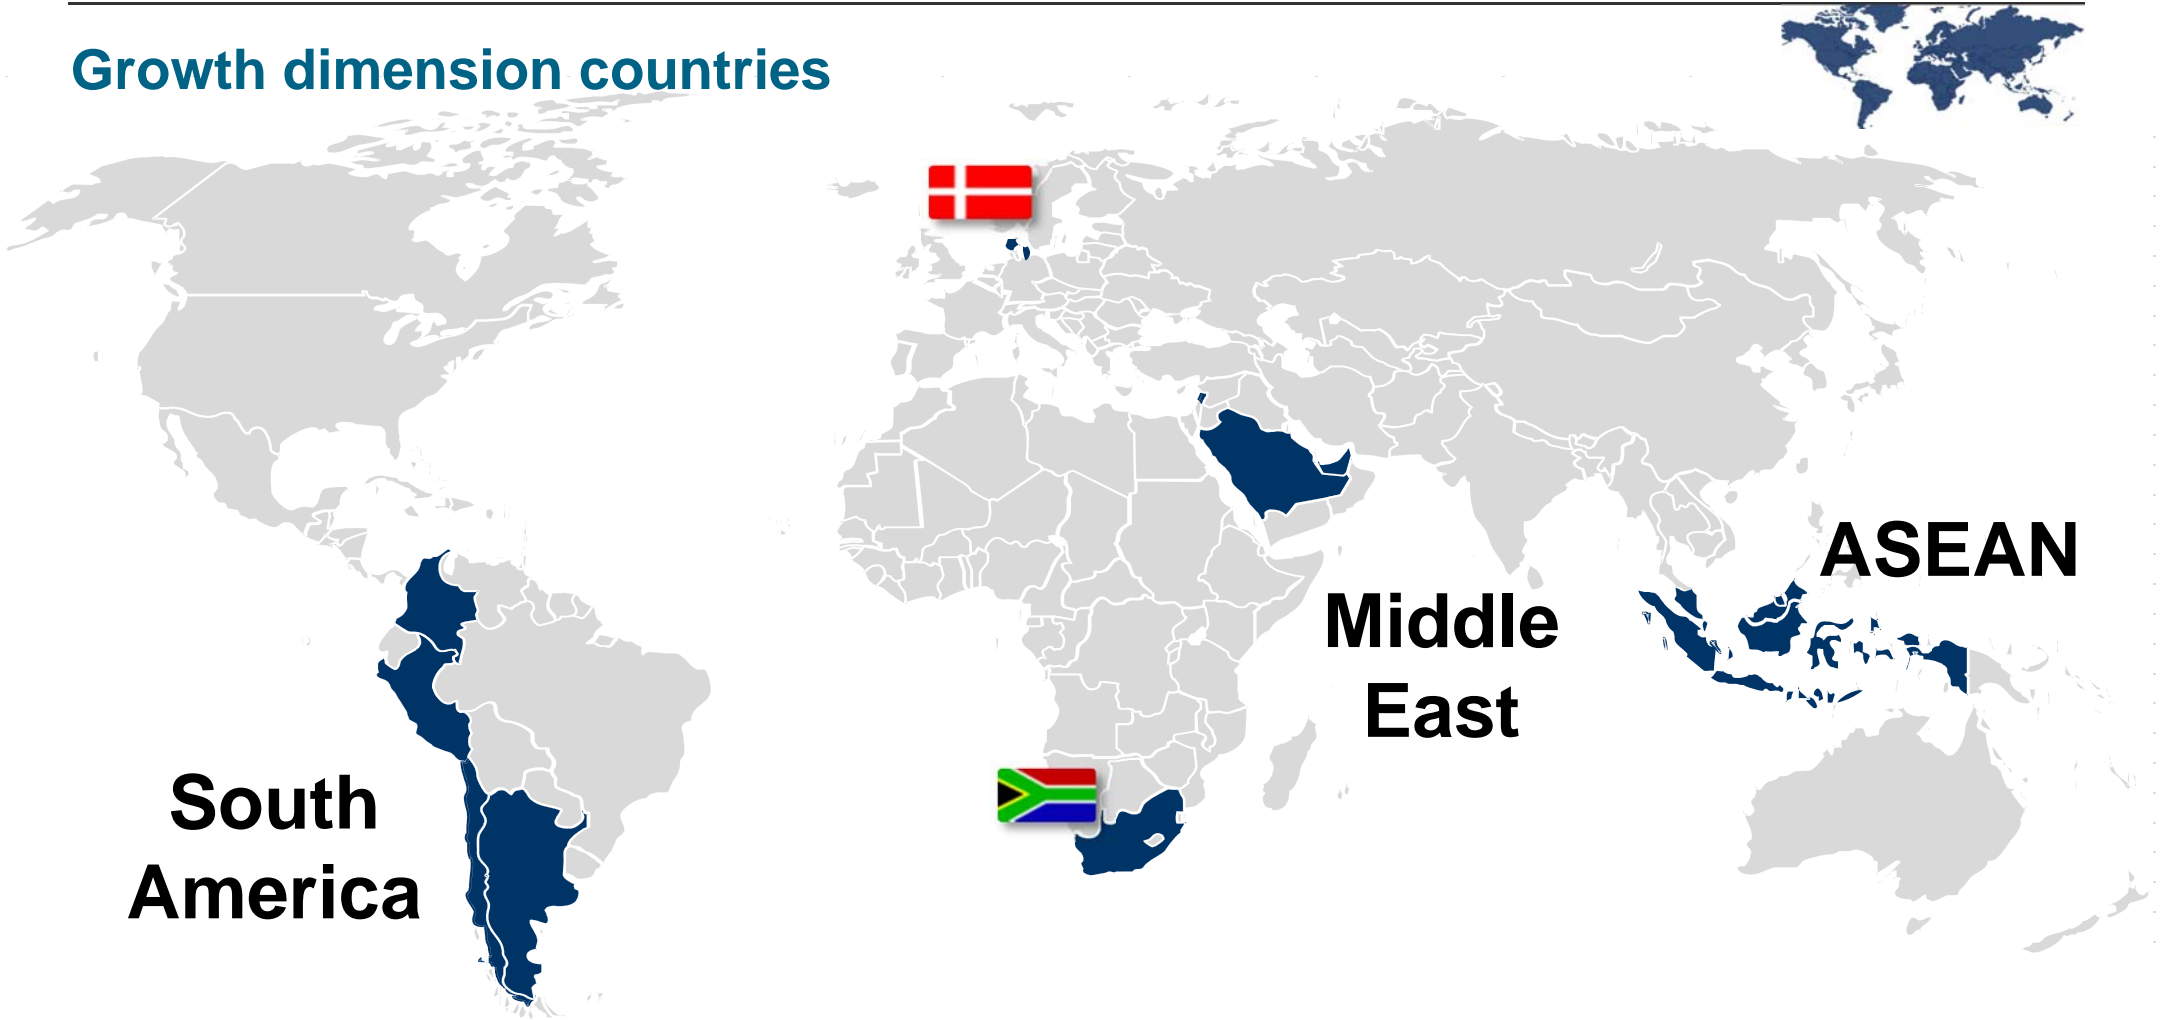 Growth dimension countries
ASEAN
Middle
East
South
America